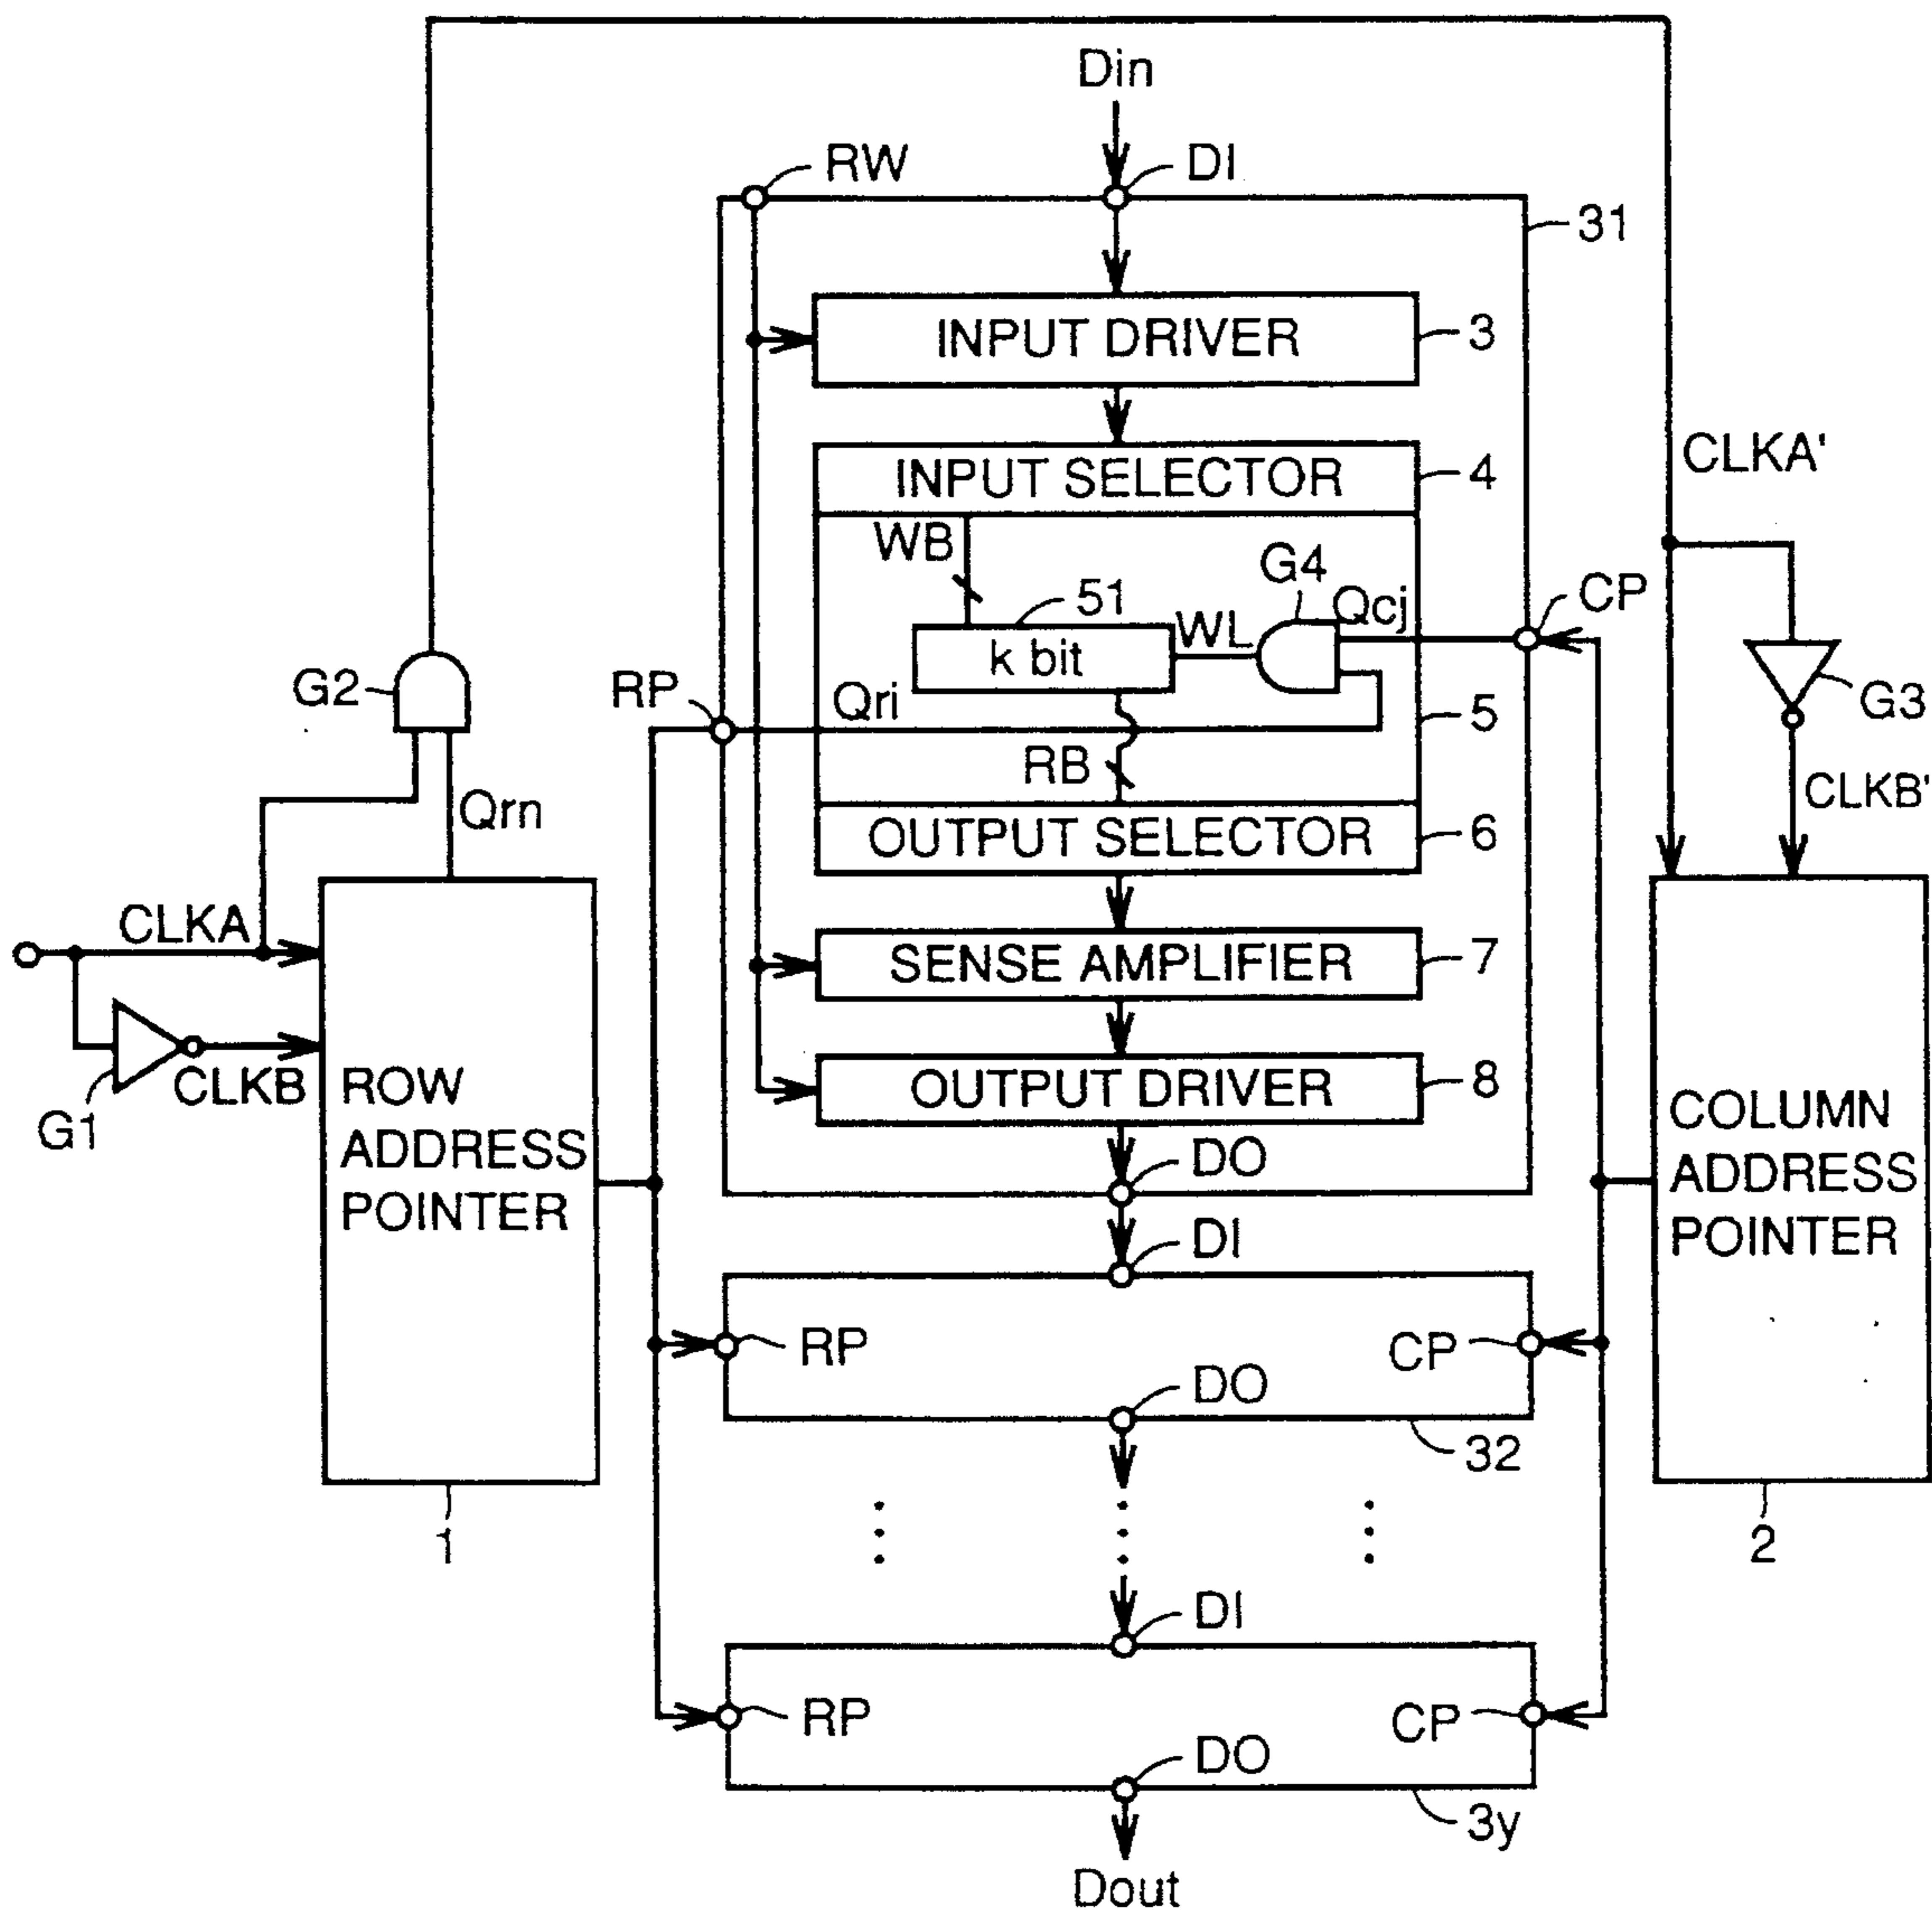 Din
RW
DI
31
INPUT DRIVER
3
CLKA'
INPUT SELECTOR
4
WB
G4
51
Qcj
CP
WL
k bit
G2
RP
Qri
5
G3
RB
CLKB'
Qrn
OUTPUT SELECTOR
6
CLKA
SENSE AMPLIFIER
7
CLKB
G1
ROW
ADDRESS
POINTER
OUTPUT DRIVER
8
COLUMN
ADDRESS
POINTER
DO
DI
RP
CP
DO
32
1
2
DI
RP
CP
DO
3y
Dout